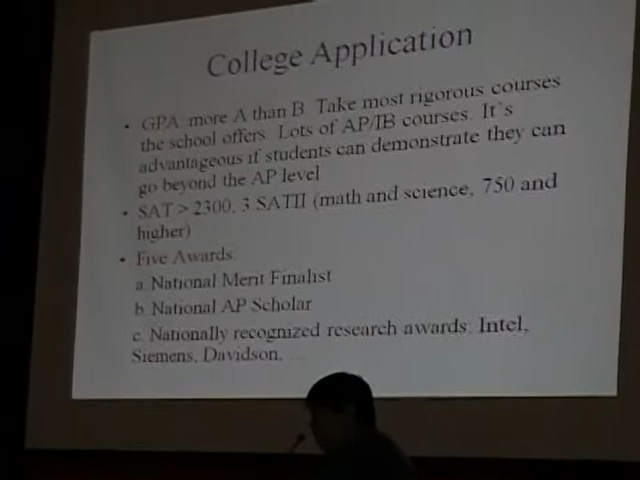 College Application
• GPA: more A than B. Take most rigorous courses
the school offers. Lots of AP/IB courses. It's
advantageous if students can demonstrate they can
go beyond the AP level
• SAT > 2300, 3 SATII (math and science, 750 and
higher)
• Five Awards:
a. National Merit Finalist
b. National AP Scholar
c. Nationally recognized research awards: Intel,
Siemens, Davidson, ...